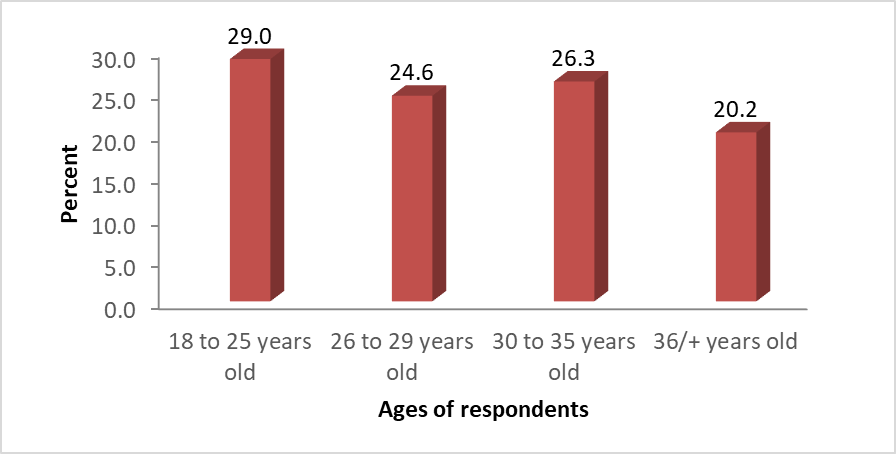 29.0
24.6
26.3
20.2
30.0
25.0
20.0
15.0
10.0
5.0
0.0
Percent
18 to 25 years
old
26 to 29 years
old
30 to 35 years
old
36/+ years old
Ages of respondents